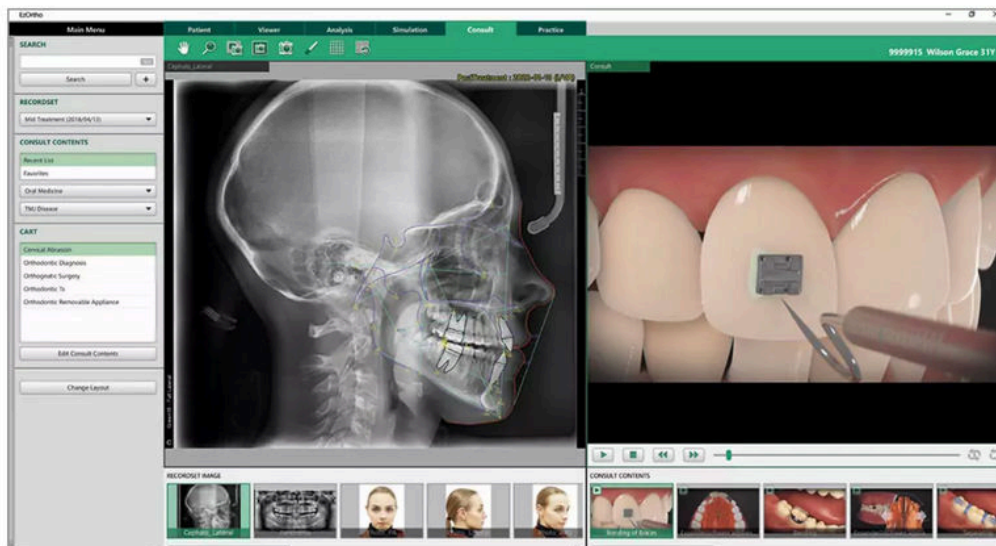 EzOrtho
Main Menu
Patient
Viewer
Analysis
Simulation
Consult
Practice
SEARCH
Search
+
RECORDSET
Mid Treatment (2018/04/13)
CONSULT CONTENTS
Recent List
Favorites
Oral Medicine
TMJ Disease
CART
Cervical Abrasion
Orthodontic Diagnosis
Orthognatic Surgery
Orthodontic Tx
Orthodontic Removable Appliance
Edit Consult Contents
Change Layout
Cephalo_Lateral
9999915 Wilson Grace 31Y
Consult
RECORDSET IMAGE
Cephalo_Lateral
CONSULT CONTENTS
Bonding of Braces